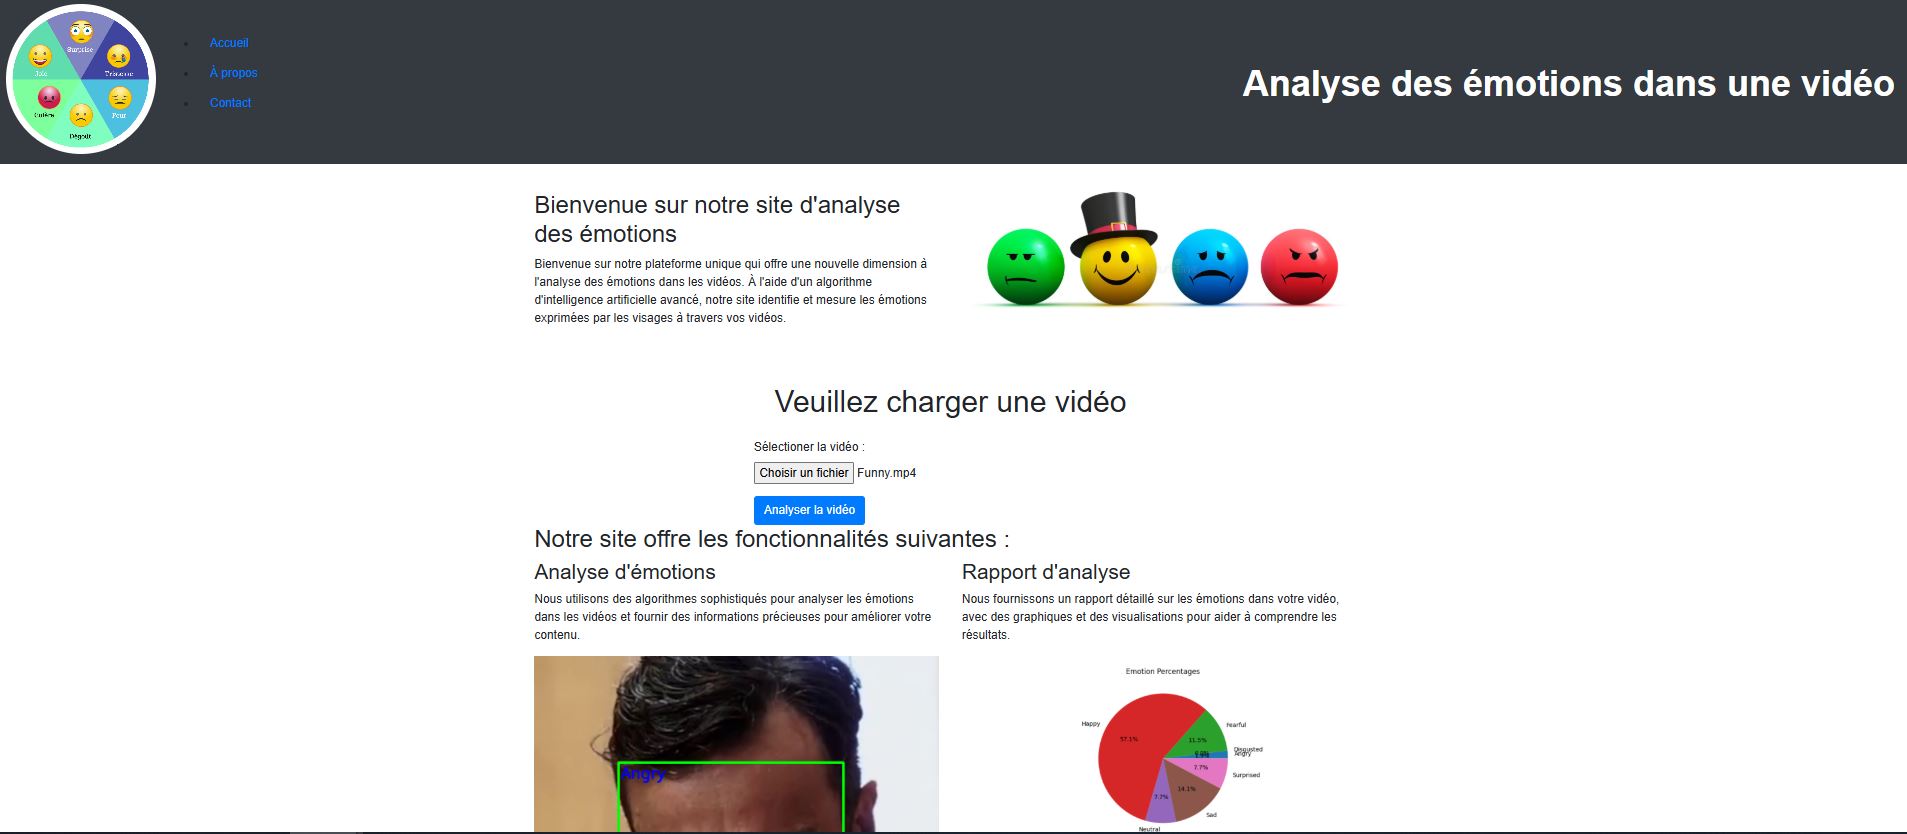 Surprise
Joie
Tristesse
Colère
Peur
Dégoût
Accueil
À propos
Contact
Analyse des émotions dans une vidéo
Bienvenue sur notre site d'analyse
des émotions
Bienvenue sur notre plateforme unique qui offre une nouvelle dimension à
l'analyse des émotions dans les vidéos. À l'aide d'un algorithme
d'intelligence artificielle avancé, notre site identifie et mesure les émotions
exprimées par les visages à travers vos vidéos.
Veuillez charger une vidéo
Sélectioner la vidéo :
Choisir un fichier Funny.mp4
Analyser la vidéo
Notre site offre les fonctionnalités suivantes :
Analyse d'émotions
Nous utilisons des algorithmes sophistiqués pour analyser les émotions
dans les vidéos et fournir des informations précieuses pour améliorer votre
contenu.
Angry
Rapport d'analyse
Nous fournissons un rapport détaillé sur les émotions dans votre vidéo,
avec des graphiques et des visualisations pour aider à comprendre les
résultats.
Emotion Percentages
Happy
57.1%
Fearful
11.5%
Disgusted
Angry
7.7%
Surprised
14.1%
Sad
7.7%
Neutral